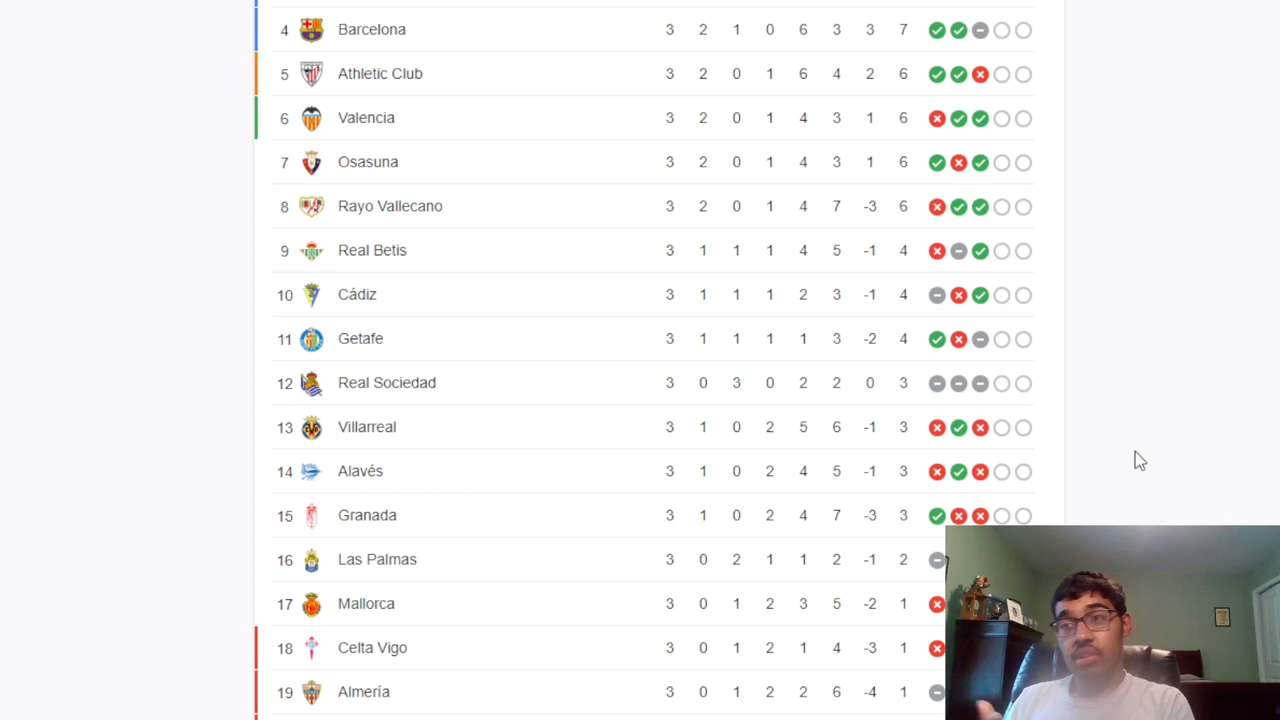 4 Barcelona 3 2 1 0 6 3 3 7
5 Athletic Club 3 2 0 1 6 4 2 6
6 Valencia 3 2 0 1 4 3 1 6
7 Osasuna 3 2 0 1 4 3 1 6
8 Rayo Vallecano 3 2 0 1 4 7 -3 6
9 Real Betis 3 1 1 1 4 5 -1 4
10 Cádiz 3 1 1 1 2 3 -1 4
11 Getafe 3 1 1 1 1 3 -2 4
12 Real Sociedad 3 0 3 0 2 2 0 3
13 Villarreal 3 1 0 2 5 6 -1 3
14 Alavés 3 1 0 2 4 5 -1 3
15 Granada 3 1 0 2 4 7 -3 3
16 Las Palmas 3 0 2 1 1 2 -1 2
17 Mallorca 3 0 1 2 3 5 -2 1
18 Celta Vigo 3 0 1 2 1 4 -3 1
19 Almería 3 0 1 2 2 6 -4 1